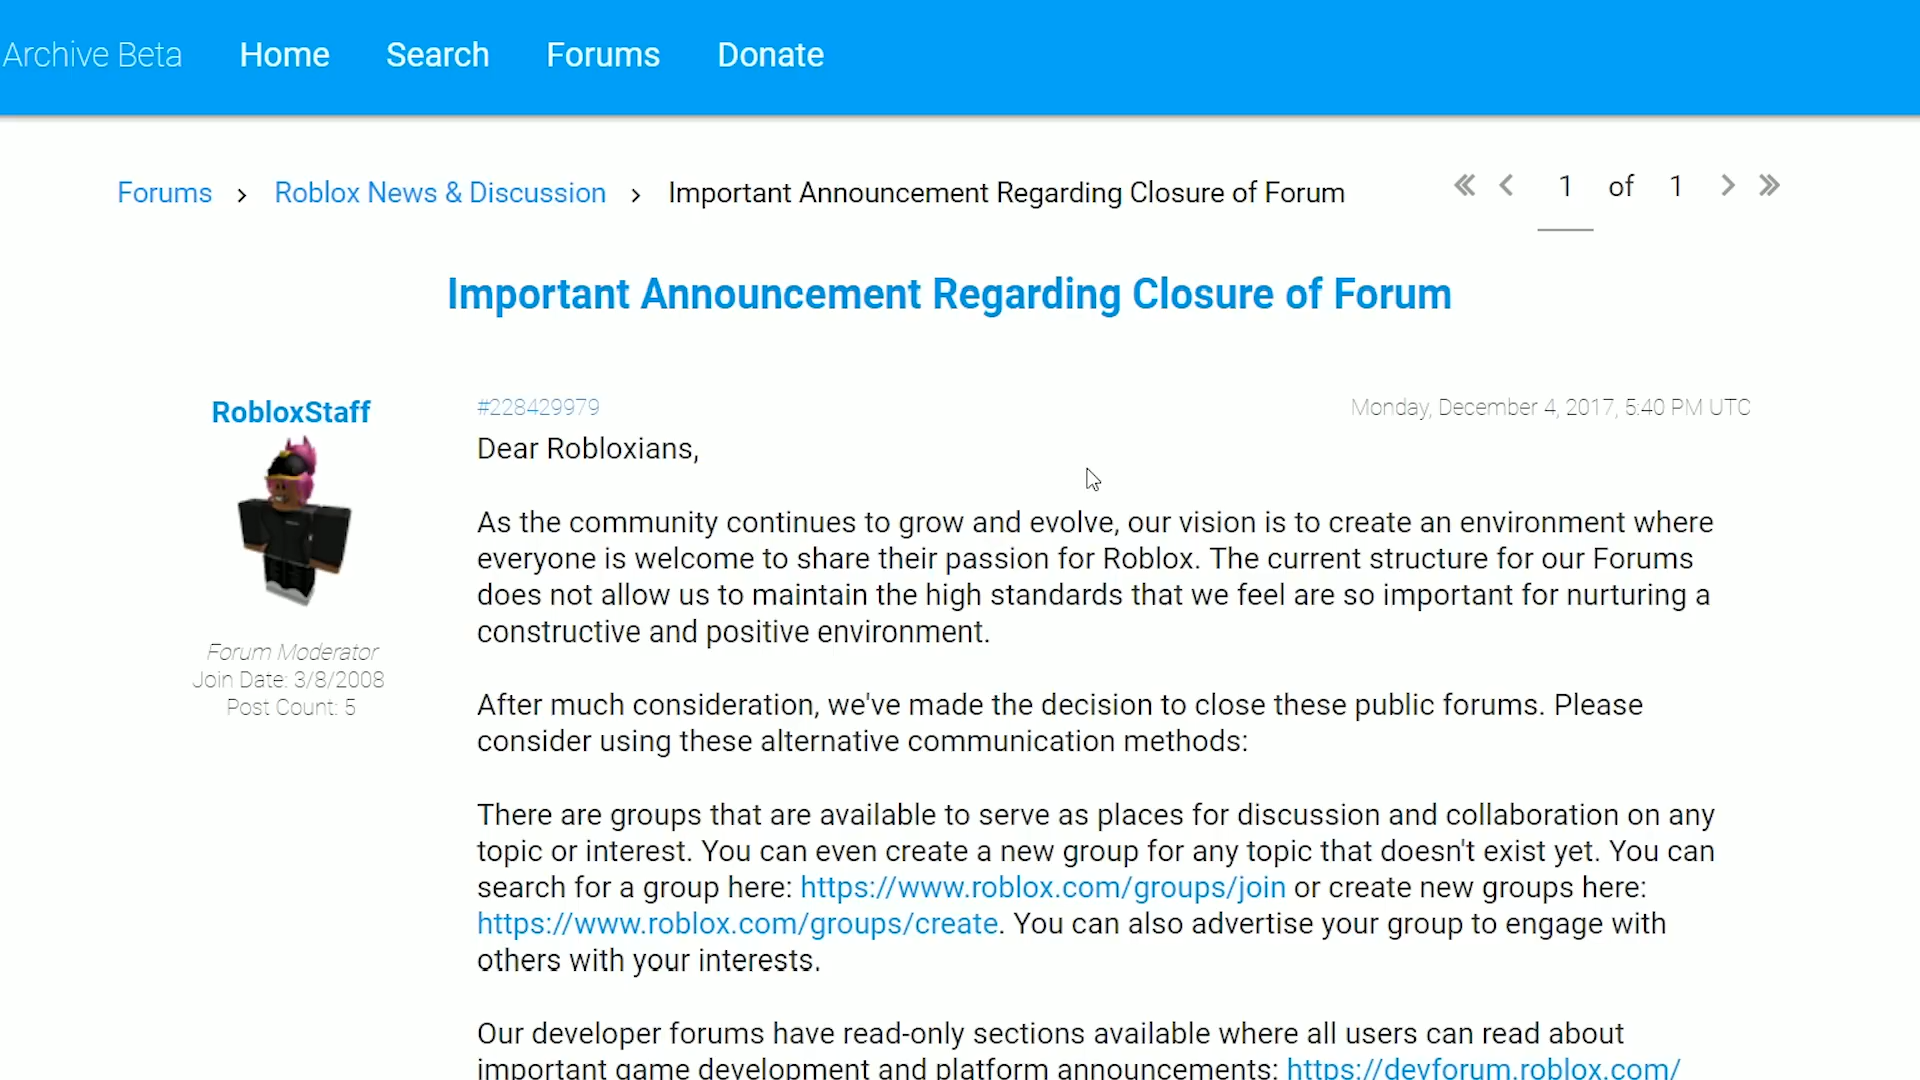 Archive Beta Home Search Forums Donate
Forums › Roblox News & Discussion › Important Announcement Regarding Closure of Forum « ‹ 1 of 1 › »
Important Announcement Regarding Closure of Forum
RobloxStaff
Forum Moderator
Join Date: 3/8/2008
Post Count: 5
#228429979 Monday, December 4, 2017, 5:40 PM UTC
Dear Robloxians,
As the community continues to grow and evolve, our vision is to create an environment where
everyone is welcome to share their passion for Roblox. The current structure for our Forums
does not allow us to maintain the high standards that we feel are so important for nurturing a
constructive and positive environment.
After much consideration, we've made the decision to close these public forums. Please
consider using these alternative communication methods:
There are groups that are available to serve as places for discussion and collaboration on any
topic or interest. You can even create a new group for any topic that doesn't exist yet. You can
search for a group here: https://www.roblox.com/groups/join or create new groups here:
https://www.roblox.com/groups/create. You can also advertise your group to engage with
others with your interests.
Our developer forums have read-only sections available where all users can read about
important game development and platform announcements: https://devforum.roblox.com/